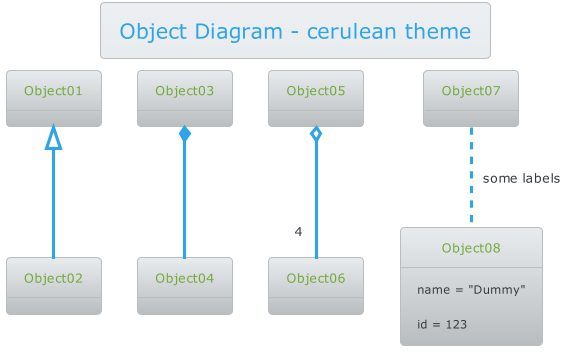 Object Diagram - cerulean theme
Object01
Object03
Object05
Object07
some labels
4
Object02
Object04
Object06
Object08
name = "Dummy"
id = 123